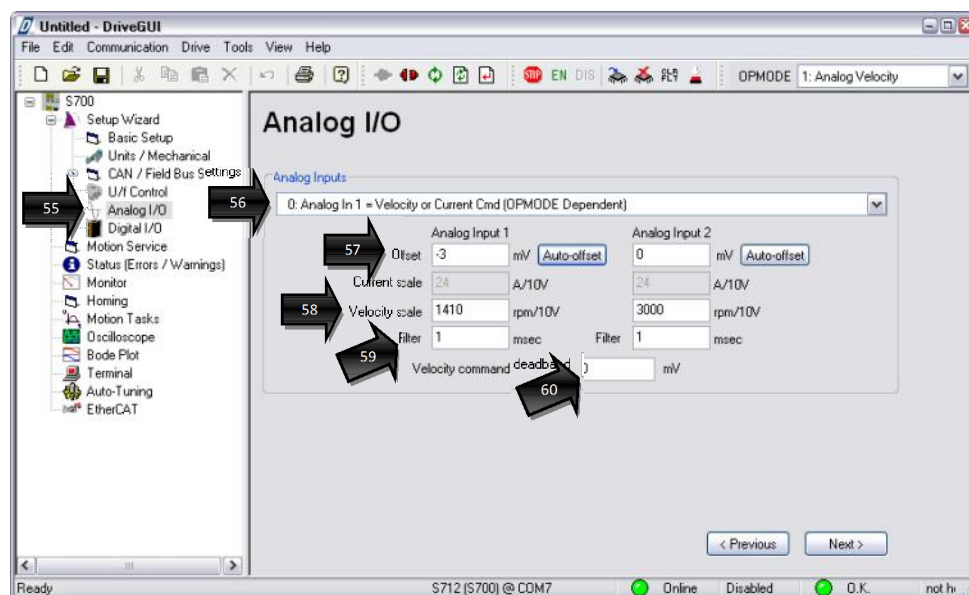 Untitled - DriveGUI
File Edit Communication Drive Tools View Help
STOP EN DIS OPMODE 1: Analog Velocity
S700
Setup Wizard
Basic Setup
Units / Mechanical
CAN / Field Bus Settings
U/f Control
55 Analog I/O
Digital I/O
Motion Service
Status (Errors / Warnings)
Monitor
Homing
Motion Tasks
Oscilloscope
Bode Plot
Terminal
Auto-Tuning
EtherCAT
Analog I/O
Analog Inputs
56 0: Analog In 1 = Velocity or Current Cmd (OPMODE Dependent)
Analog Input 1 Analog Input 2
57 Offset -3 mV Auto-offset 0 mV Auto-offset
Current scale 24 A/10V 24 A/10V
58 Velocity scale 1410 rpm/10V 3000 rpm/10V
59 Filter 1 msec Filter 1 msec
Velocity command deadband 0 mV
60
< Previous Next >
Ready S712 (S700) @ COM7 Online Disabled O.K. not h